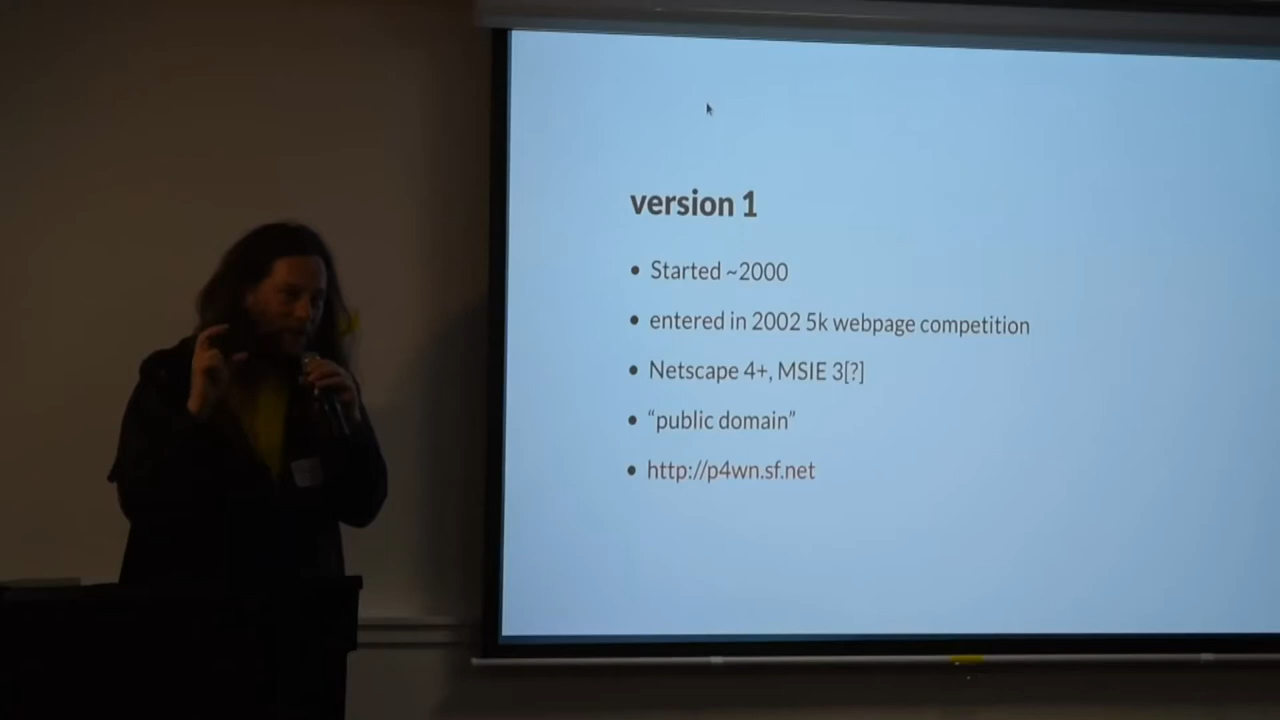 version 1
• Started ~2000
• entered in 2002 5k webpage competition
• Netscape 4+, MSIE 3[?]
• “public domain”
• http://p4wn.sf.net